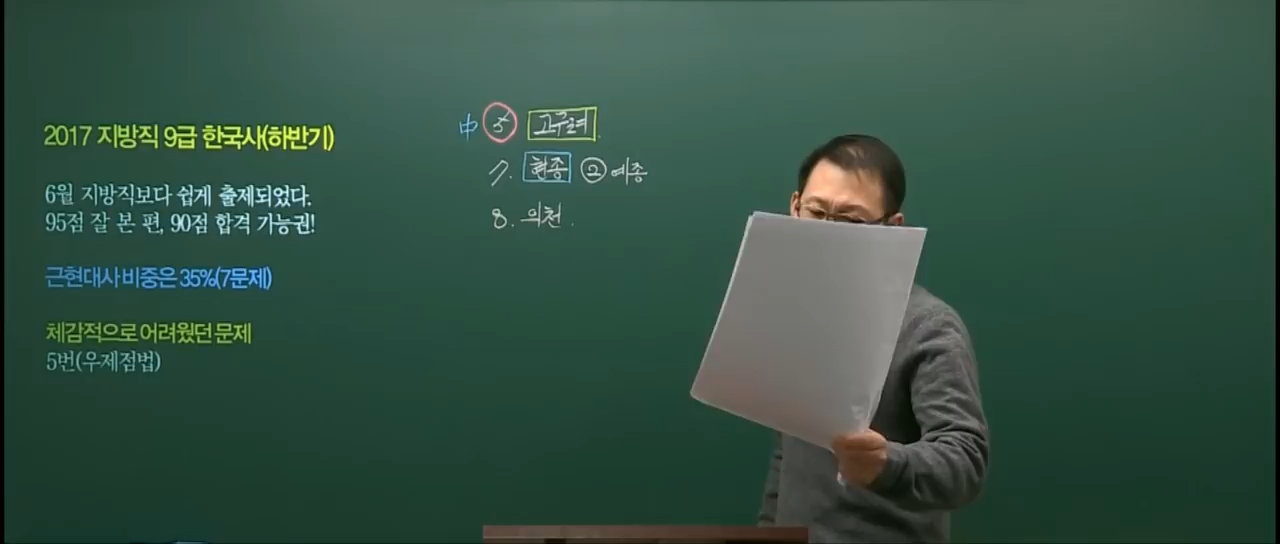 2017 지방직 9급 한국사(하반기)
6월 지방직보다 쉽게 출제되었다.
95점 잘 본 편, 90점 합격 가능권!
근현대사 비중은 35%(7문제)
체감적으로 어려웠던 문제
5번(우제점법)
中 5 고구려
7. 현종 ② 예종
8. 의천.